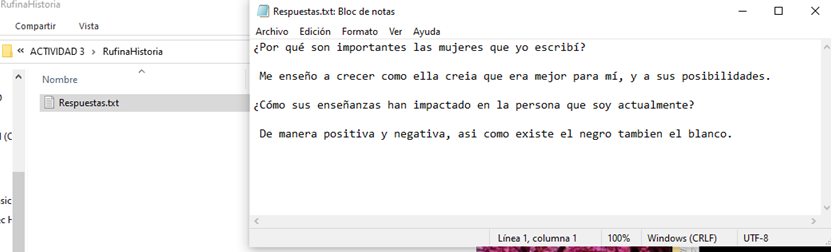 RufinaHistoria
Compartir Vista
« ACTIVIDAD 3 > RufinaHistoria
Nombre
Respuestas.txt
Respuestas.txt: Bloc de notas
Archivo Edición Formato Ver Ayuda
¿Por qué son importantes las mujeres que yo escribí?
Me enseño a crecer como ella creia que era mejor para mí, y a sus posibilidades.
¿Cómo sus enseñanzas han impactado en la persona que soy actualmente?
De manera positiva y negativa, asi como existe el negro tambien el blanco.
Línea 1, columna 1 100% Windows (CRLF) UTF-8